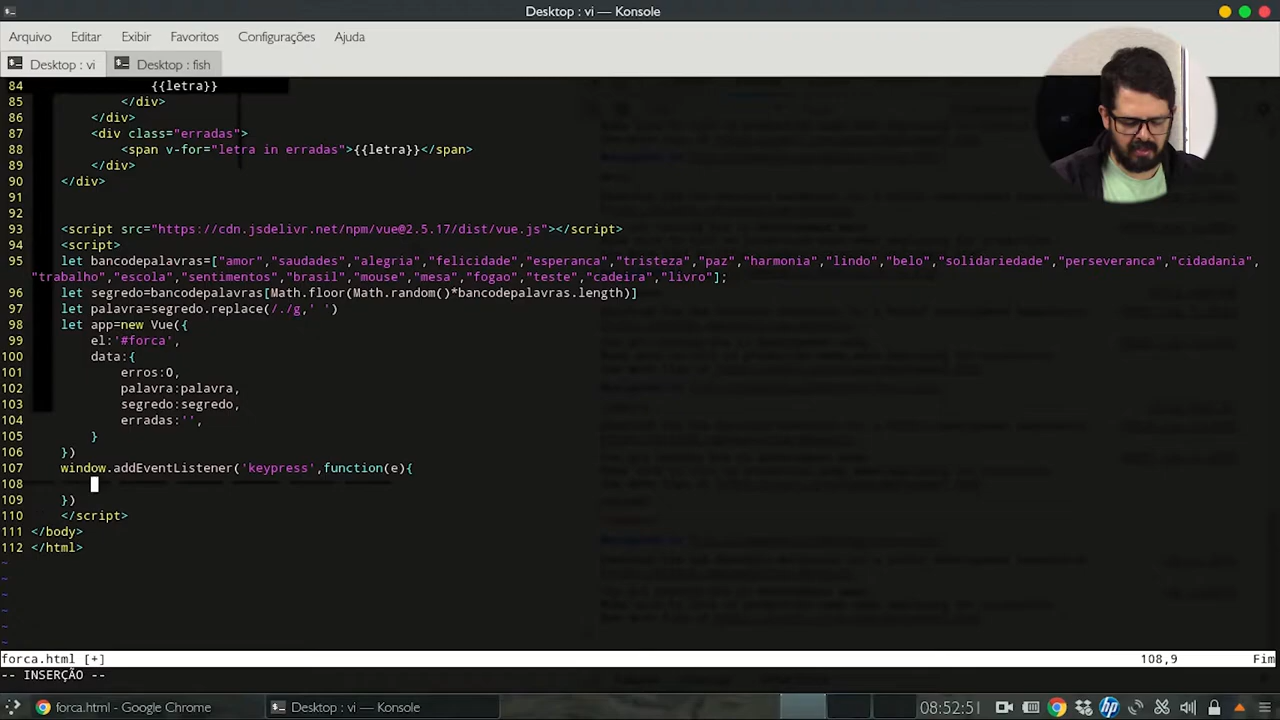 Desktop : vi — Konsole
Arquivo Editar Exibir Favoritos Configurações Ajuda
Desktop : vi Desktop : fish
84 {{letra}}
85 </div>
86 </div>
87 <div class="erradas">
88 <span v-for="letra in erradas">{{letra}}</span>
89 </div>
90 </div>
91
92
93 <script src="https://cdn.jsdelivr.net/npm/vue@2.5.17/dist/vue.js"></script>
94 <script>
95 let bancodepalavras=["amor","saudades","alegria","felicidade","esperanca","tristeza","paz","harmonia","lindo","belo","solidariedade","perseveranca","cidadania",
"trabalho","escola","sentimentos","brasil","mouse","mesa","fogao","teste","cadeira","livro"];
96 let segredo=bancodepalavras[Math.floor(Math.random()*bancodepalavras.length)]
97 let palavra=segredo.replace(/./g,' ')
98 let app=new Vue({
99 el:'#forca',
100 data:{
101 erros:0,
102 palavra:palavra,
103 segredo:segredo,
104 erradas:'',
105 }
106 })
107 window.addEventListener('keypress',function(e){
108
109 })
110 </script>
111 </body>
112 </html>
~
~
~
~
~
~
forca.html [+] 108,9 Fim
-- INSERÇÃO --
forca.html - Google Chrome Desktop : vi — Konsole 08:52:51